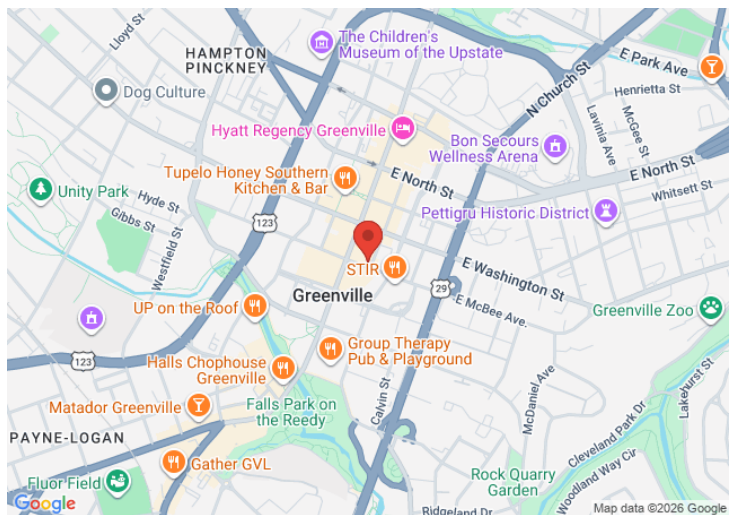 Lloyd St
HAMPTON
PINCKNEY
The Children's
Museum of the Upstate
E Park Ave
Henrietta St
N Church St
Dog Culture
Hyatt Regency Greenville
Bon Secours
Wellness Arena
Lavinia Ave
McGee St
Tupelo Honey Southern
Kitchen & Bar
E North St
E North St
Whitsett St
Unity Park
Hyde St
Gibbs St
Westfield St
123
Pettigru Historic District
STIR
E Washington St
29
Greenville
E McBee Ave.
Greenville Zoo
UP on the Roof
123
Halls Chophouse
Greenville
Group Therapy
Pub & Playground
Calvin St
McDaniel Ave
Lakehurst St
Matador Greenville
Falls Park on
the Reedy
PAYNE-LOGAN
Gather GVL
Cleveland Park Dr
Woodland Way Cir
Fluor Field
Rock Quarry
Garden
Ridgeland Dr
Google
Map data ©2026 Google